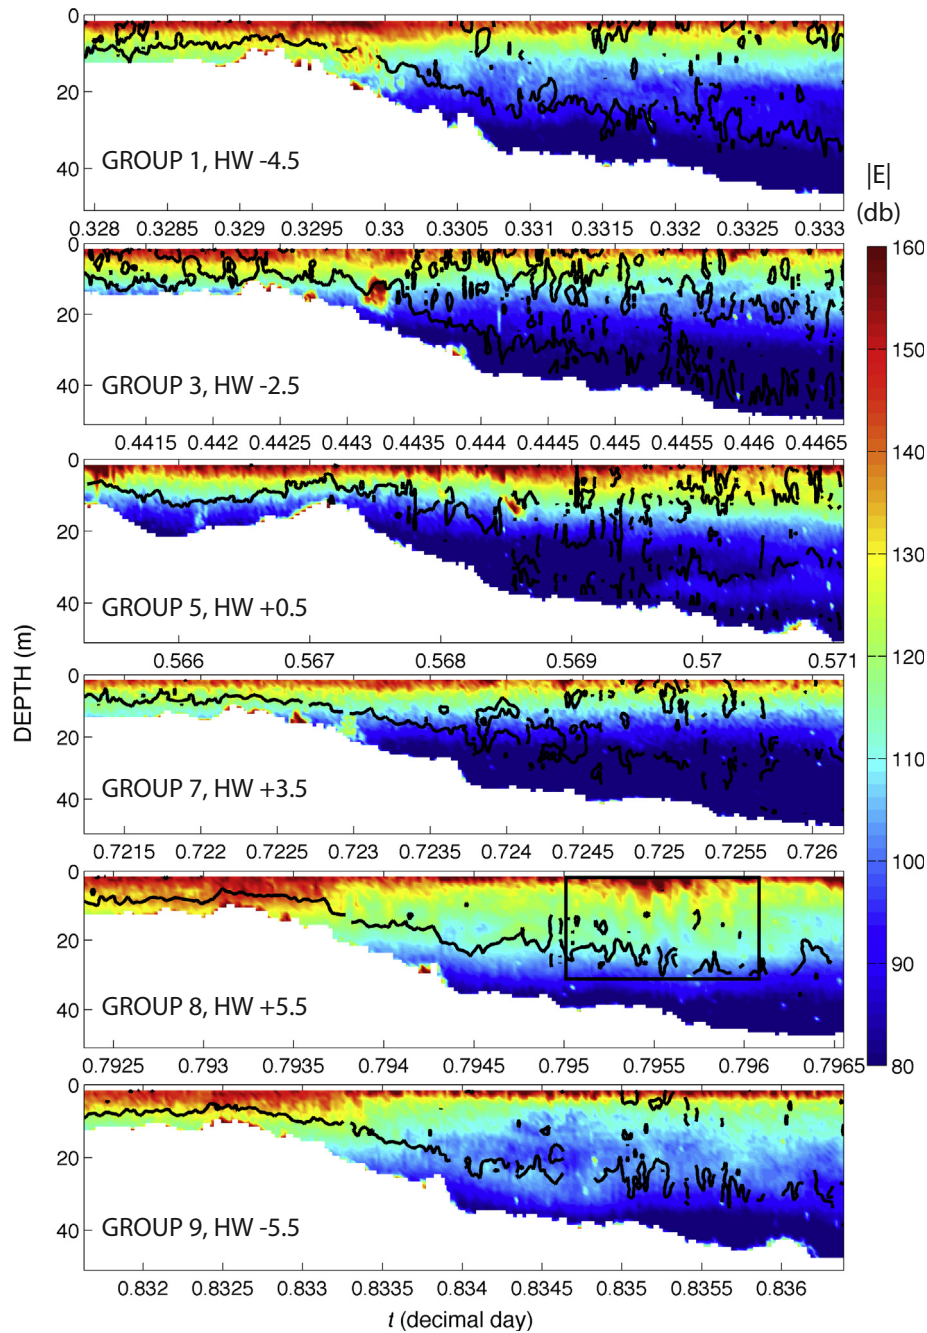 0
20
40
GROUP 1, HW -4.5
0.328 0.3285 0.329 0.3295 0.33 0.3305 0.331 0.3315 0.332 0.3325 0.333
|E|
(db)
0
20
40
GROUP 3, HW -2.5
0.4415 0.442 0.4425 0.443 0.4435 0.444 0.4445 0.445 0.4455 0.446 0.4465
0
20
40
GROUP 5, HW +0.5
0.566 0.567 0.568 0.569 0.57 0.571
DEPTH (m)
0
20
40
GROUP 7, HW +3.5
0.7215 0.722 0.7225 0.723 0.7235 0.724 0.7245 0.725 0.7255 0.726
0
20
40
GROUP 8, HW +5.5
0.7925 0.793 0.7935 0.794 0.7945 0.795 0.7955 0.796 0.7965
0
20
40
GROUP 9, HW -5.5
0.832 0.8325 0.833 0.8335 0.834 0.8345 0.835 0.8355 0.836
t (decimal day)
160
150
140
130
120
110
100
90
80